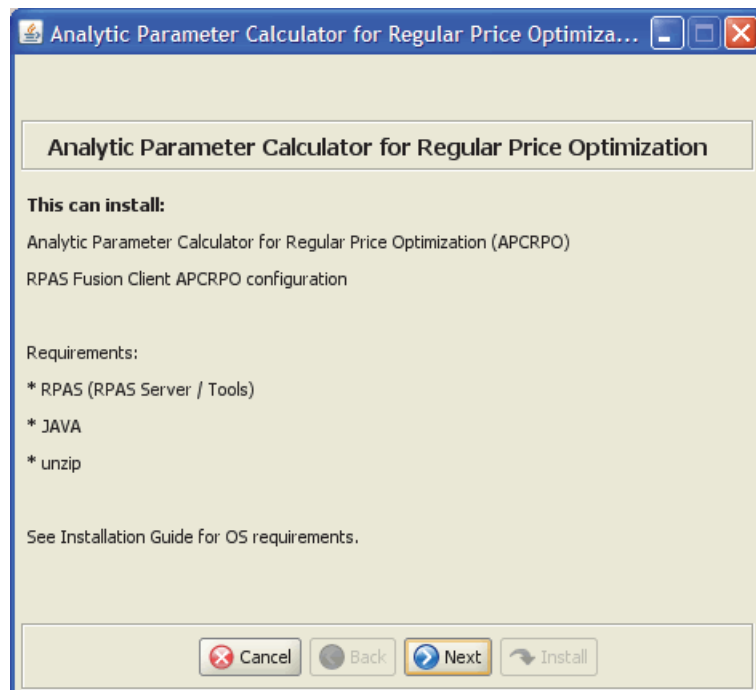 Analytic Parameter Calculator for Regular Price Optimiza...
Analytic Parameter Calculator for Regular Price Optimization
This can install:
Analytic Parameter Calculator for Regular Price Optimization (APCRPO)
RPAS Fusion Client APCRPO configuration
Requirements:
* RPAS (RPAS Server / Tools)
* JAVA
* unzip
See Installation Guide for OS requirements.
Cancel Back Next Install